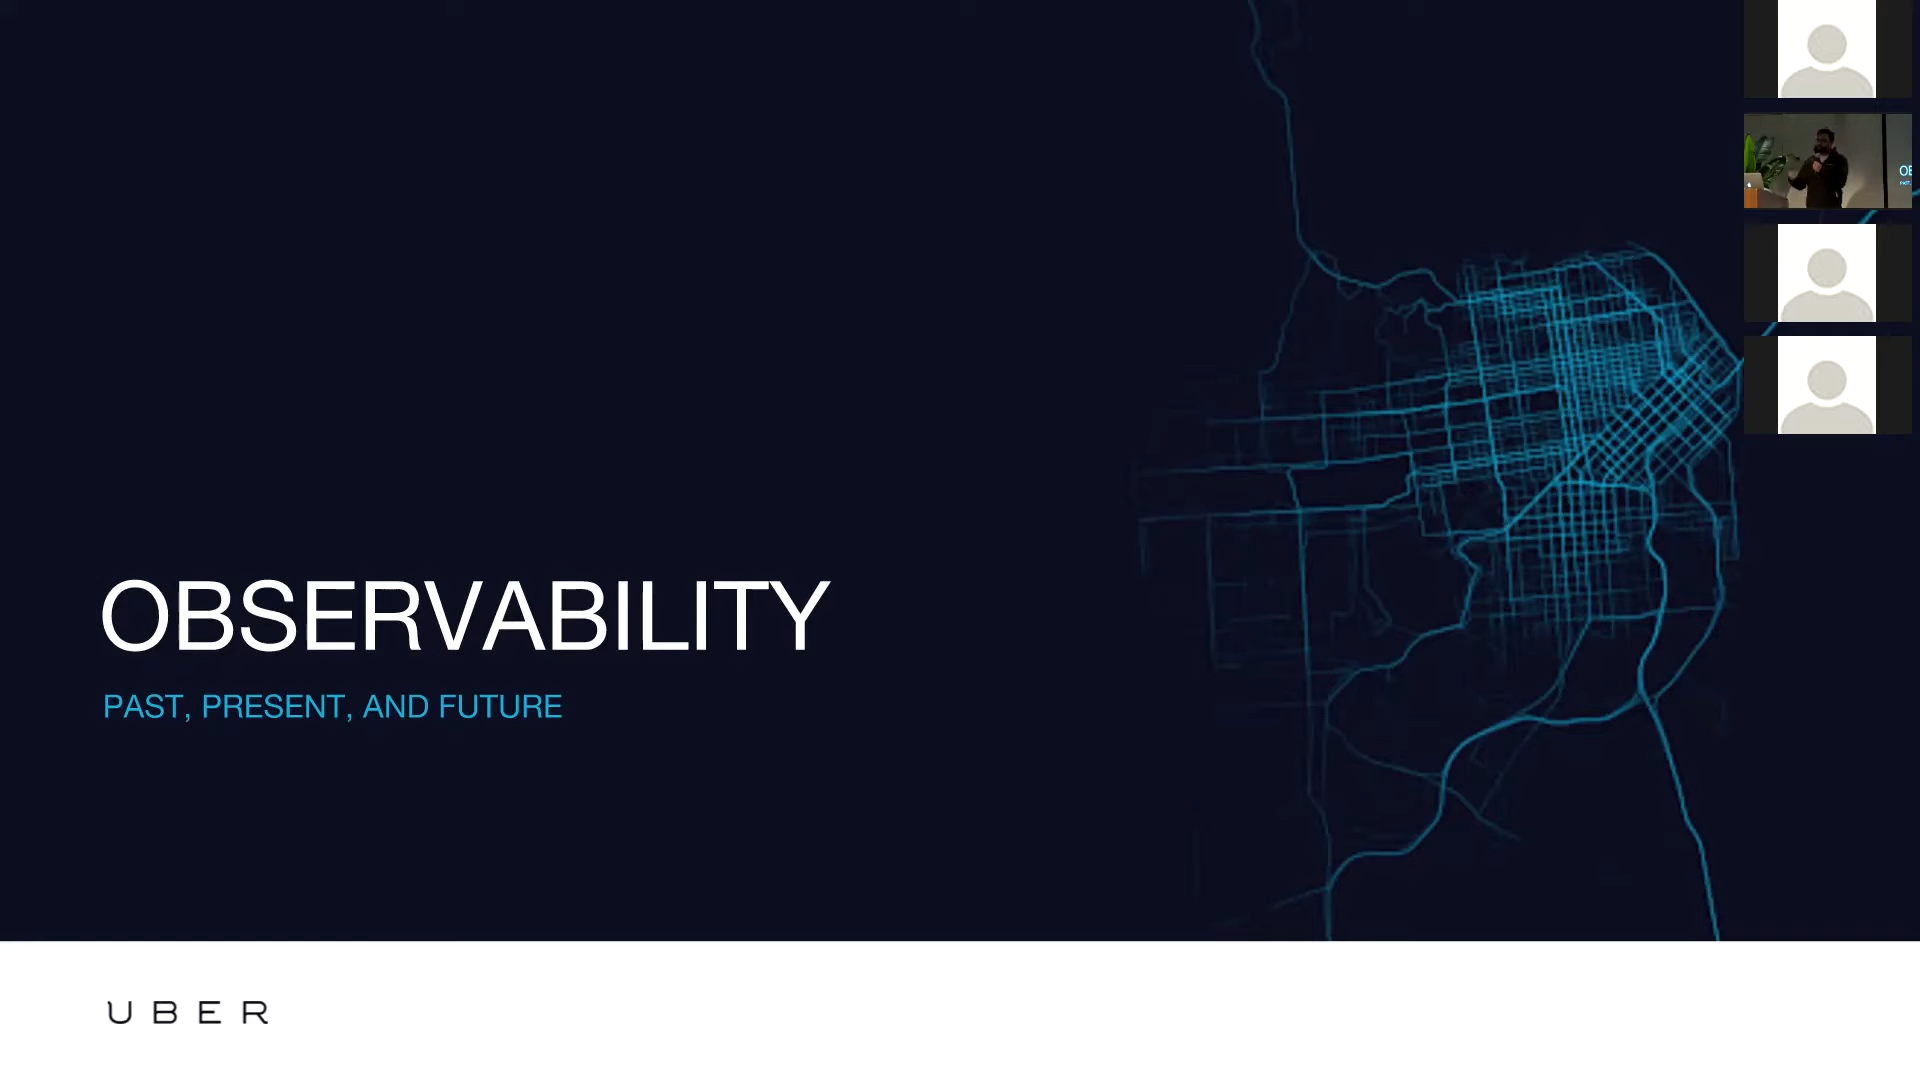 OBSERVABILITY
PAST, PRESENT, AND FUTURE
UBER